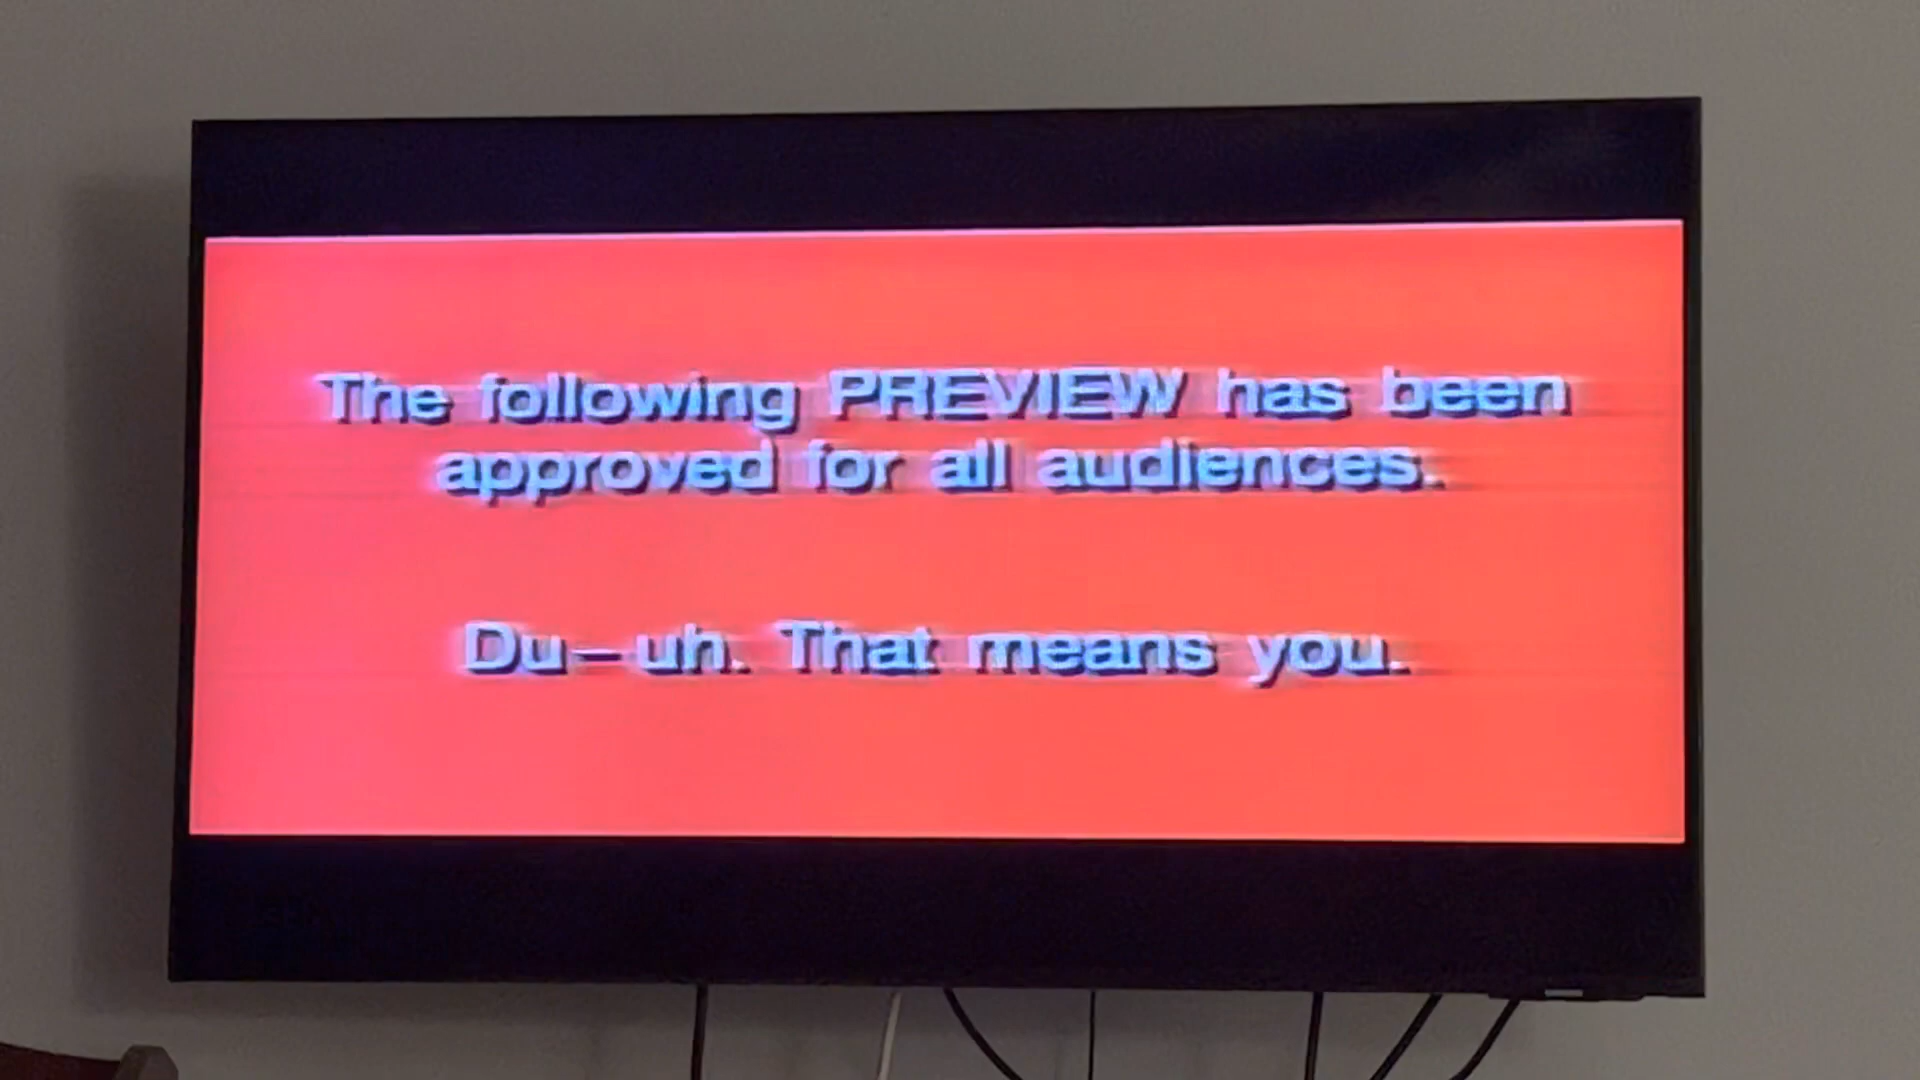 The following PREVIEW has been
approved for all audiences.
Du-uh. That means you.